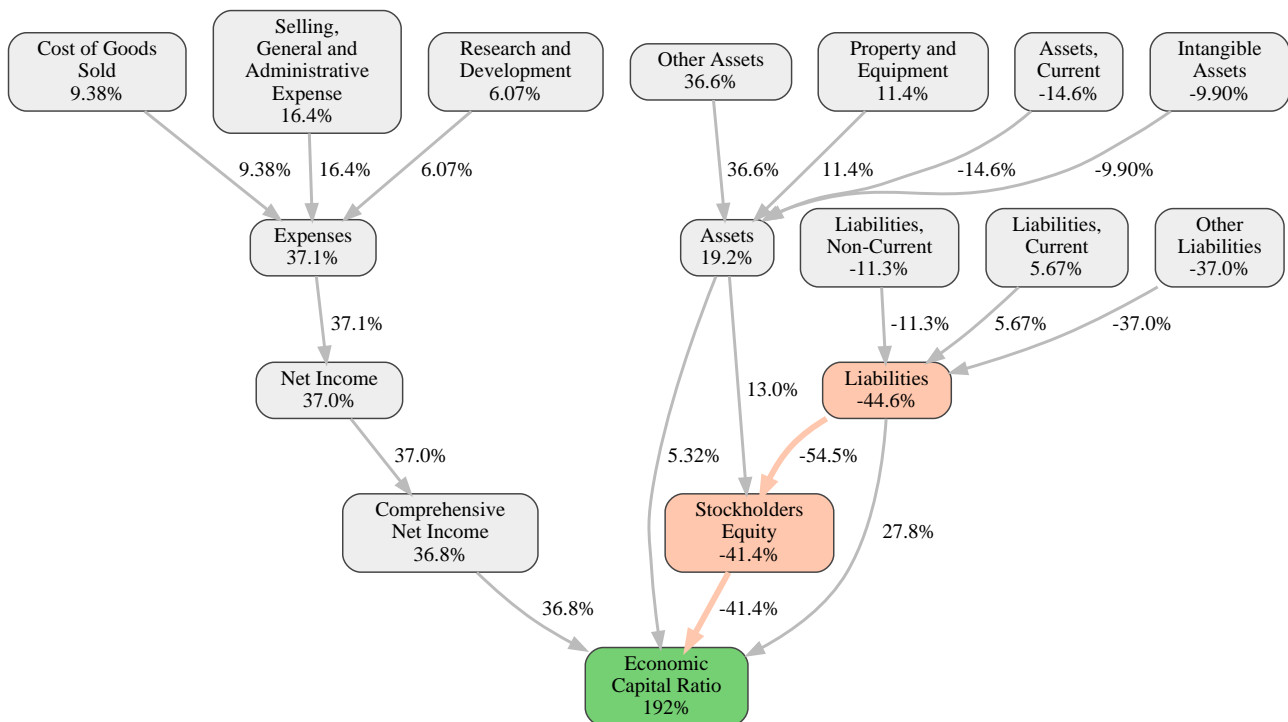 Cost of Goods
Sold
9.38%
Selling,
General and
Administrative
Expense
16.4%
Research and
Development
6.07%
Other Assets
36.6%
Property and
Equipment
11.4%
Assets,
Current
-14.6%
Intangible
Assets
-9.90%
9.38%
16.4%
6.07%
36.6%
11.4%
-14.6%
-9.90%
Expenses
37.1%
Assets
19.2%
Liabilities,
Non-Current
-11.3%
Liabilities,
Current
5.67%
Other
Liabilities
-37.0%
37.1%
-11.3%
5.67%
-37.0%
Net Income
37.0%
13.0%
Liabilities
-44.6%
37.0%
5.32%
-54.5%
Comprehensive
Net Income
36.8%
Stockholders
Equity
-41.4%
27.8%
36.8%
-41.4%
Economic
Capital Ratio
192%